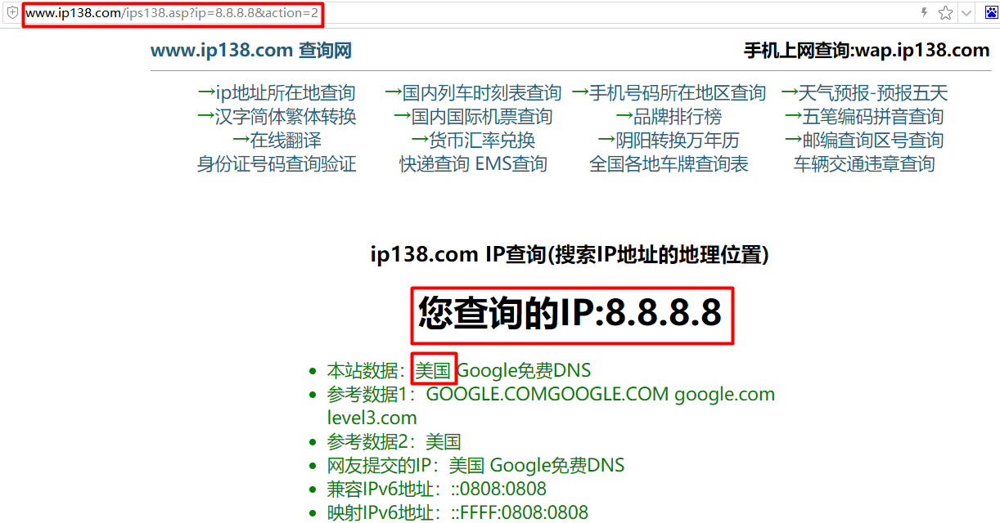 www.ip138.com/ips138.asp?ip=8.8.8.8&action=2
www.ip138.com 查询网 手机上网查询:wap.ip138.com
→ip地址所在地查询 →国内列车时刻表查询 →手机号码所在地区查询 →天气预报-预报五天
→汉字简体繁体转换 →国内国际机票查询 →品牌排行榜 →五笔编码拼音查询
→在线翻译 →货币汇率兑换 →阴阳转换万年历 →邮编查询区号查询
身份证号码查询验证 快递查询 EMS查询 全国各地车牌查询表 车辆交通违章查询
ip138.com IP查询(搜索IP地址的地理位置)
您查询的IP:8.8.8.8
本站数据：美国 Google免费DNS
参考数据1：GOOGLE.COMGOOGLE.COM google.com
level3.com
参考数据2：美国
网友提交的IP：美国 Google免费DNS
兼容IPv6地址：::0808:0808
映射IPv6地址：::FFFF:0808:0808